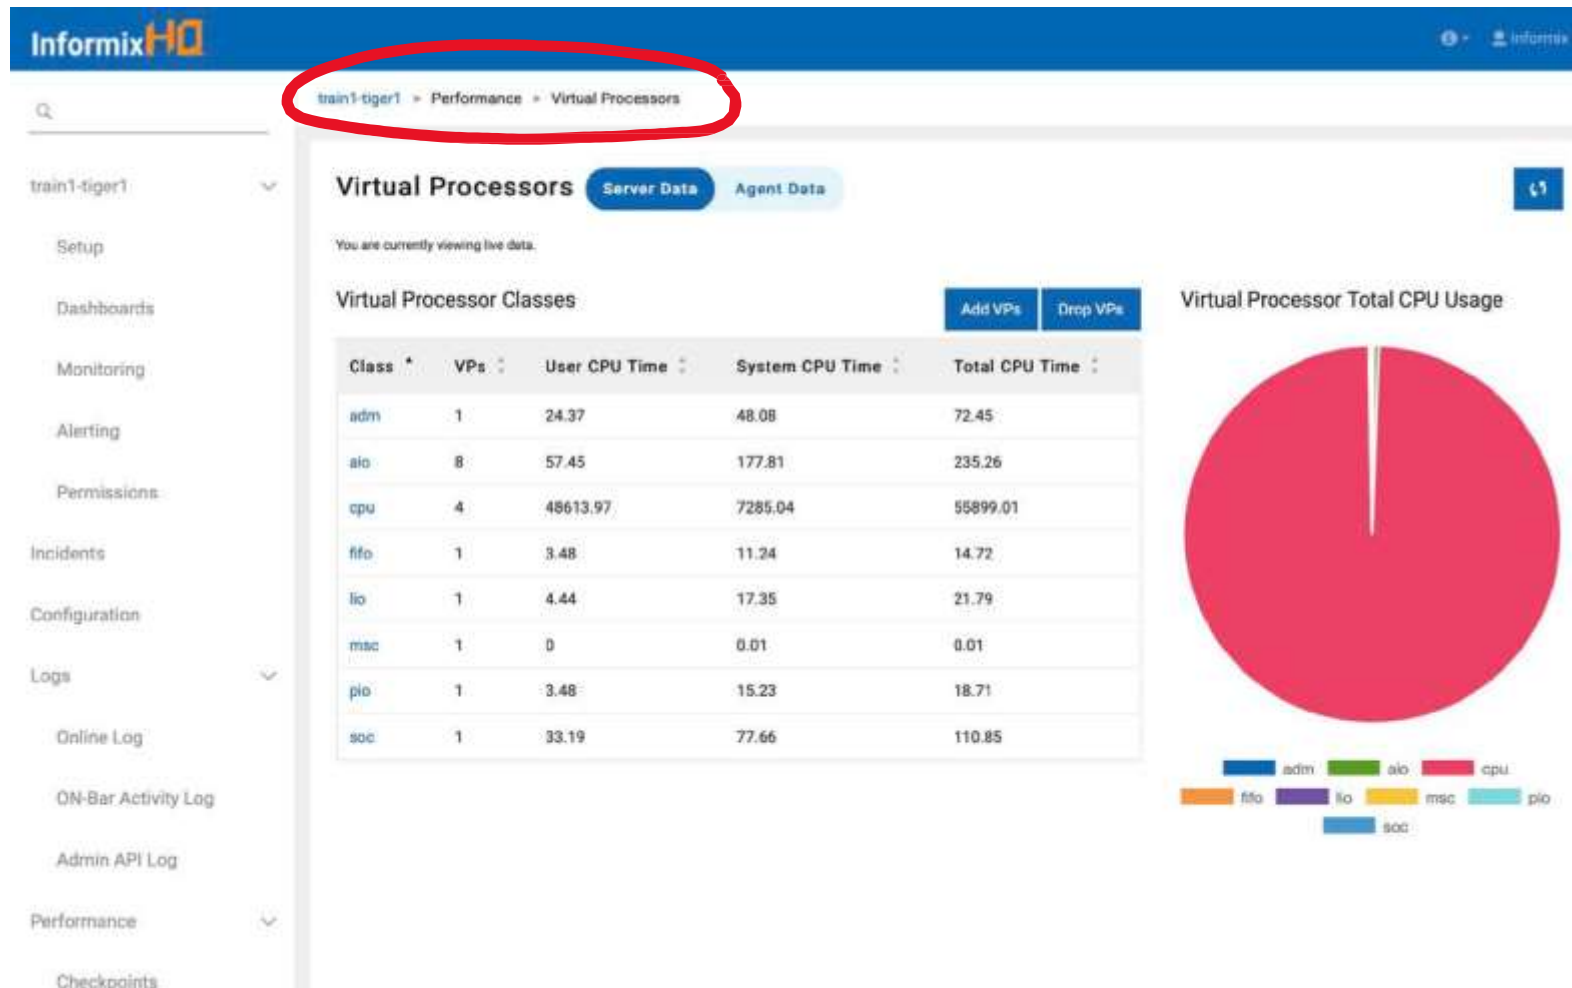 InformixHQ
Informix
train1-tiger1 » Performance » Virtual Processors
train1-tiger1
Setup
Dashboards
Monitoring
Alerting
Permissions
Incidents
Configuration
Logs
Online Log
ON-Bar Activity Log
Admin API Log
Performance
Checkpoints
Virtual Processors Server Data Agent Data
You are currently viewing live data.
Virtual Processor Classes Add VPs Drop VPs
Class VPs User CPU Time System CPU Time Total CPU Time
adm 1 24.37 48.08 72.45
aio 8 57.45 177.81 235.26
cpu 4 48613.97 7285.04 55899.01
fifo 1 3.48 11.24 14.72
lio 1 4.44 17.35 21.79
msc 1 0 0.01 0.01
pio 1 3.48 15.23 18.71
soc 1 33.19 77.66 110.85
Virtual Processor Total CPU Usage
adm aio cpu
fifo lio msc pio
soc